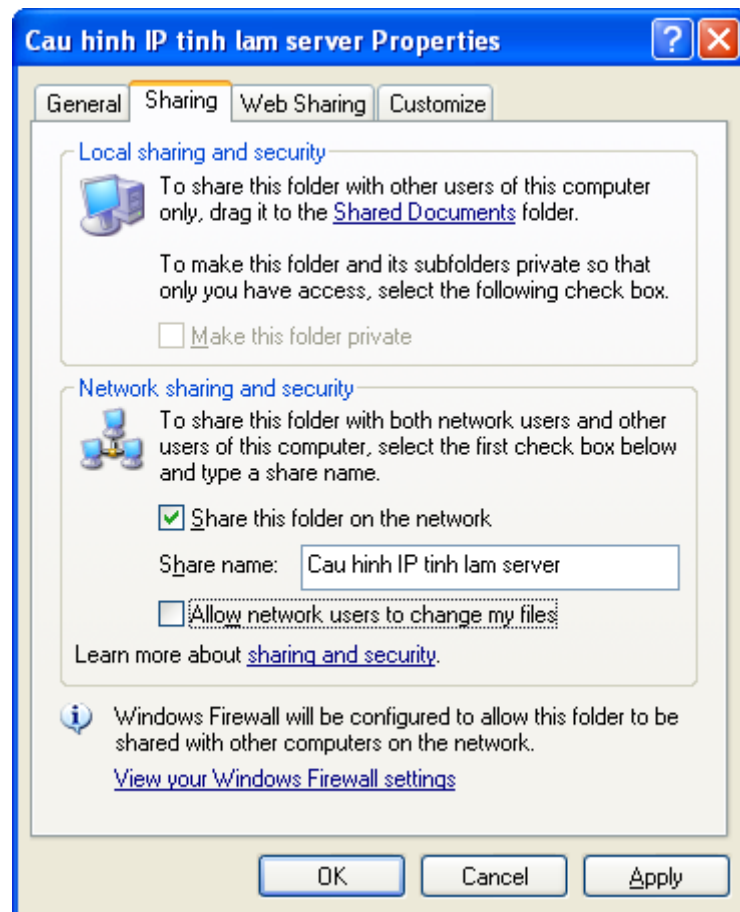 Cau hinh IP tinh lam server Properties
General Sharing Web Sharing Customize
Local sharing and security
To share this folder with other users of this computer
only, drag it to the Shared Documents folder.
To make this folder and its subfolders private so that
only you have access, select the following check box.
Make this folder private
Network sharing and security
To share this folder with both network users and other
users of this computer, select the first check box below
and type a share name.
Share this folder on the network
Share name: Cau hinh IP tinh lam server
Allow network users to change my files
Learn more about sharing and security.
Windows Firewall will be configured to allow this folder to be
shared with other computers on the network.
View your Windows Firewall settings
OK Cancel Apply